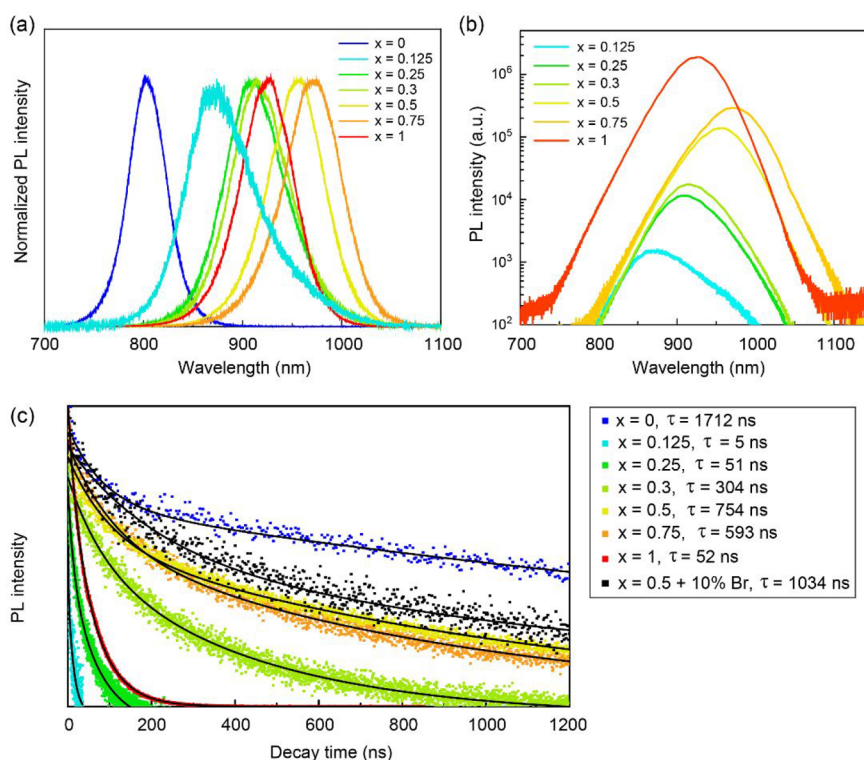 (a)
Normalized PL intensity
x = 0
x = 0.125
x = 0.25
x = 0.3
x = 0.5
x = 0.75
x = 1
700 800 900 1000 1100
Wavelength (nm)
(b)
PL intensity (a.u.)
10⁶
10⁵
10⁴
10³
10²
x = 0.125
x = 0.25
x = 0.3
x = 0.5
x = 0.75
x = 1
700 800 900 1000 1100
Wavelength (nm)
(c)
PL intensity
0 200 400 600 800 1000 1200
Decay time (ns)
x = 0, τ = 1712 ns
x = 0.125, τ = 5 ns
x = 0.25, τ = 51 ns
x = 0.3, τ = 304 ns
x = 0.5, τ = 754 ns
x = 0.75, τ = 593 ns
x = 1, τ = 52 ns
x = 0.5 + 10% Br, τ = 1034 ns